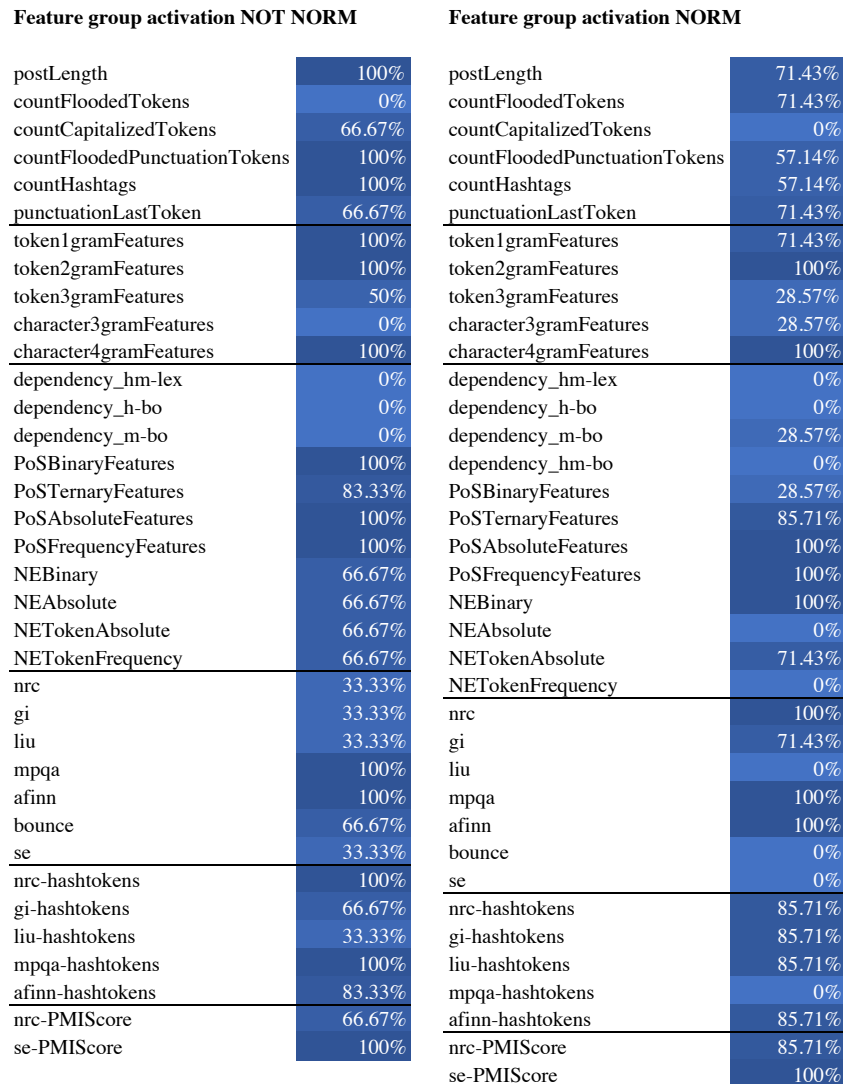 Feature group activation NOT NORM
postLength 100%
countFloodedTokens 0%
countCapitalizedTokens 66.67%
countFloodedPunctuationTokens 100%
countHashtags 100%
punctuationLastToken 66.67%
token1gramFeatures 100%
token2gramFeatures 100%
token3gramFeatures 50%
character3gramFeatures 0%
character4gramFeatures 100%
dependency_hm-lex 0%
dependency_h-bo 0%
dependency_m-bo 0%
PoSBinaryFeatures 100%
PoSTernaryFeatures 83.33%
PoSAbsoluteFeatures 100%
PoSFrequencyFeatures 100%
NEBinary 66.67%
NEAbsolute 66.67%
NETokenAbsolute 66.67%
NETokenFrequency 66.67%
nrc 33.33%
gi 33.33%
liu 33.33%
mpqa 100%
afinn 100%
bounce 66.67%
se 33.33%
nrc-hashtokens 100%
gi-hashtokens 66.67%
liu-hashtokens 33.33%
mpqa-hashtokens 100%
afinn-hashtokens 83.33%
nrc-PMIScore 66.67%
se-PMIScore 100%
Feature group activation NORM
postLength 71.43%
countFloodedTokens 71.43%
countCapitalizedTokens 0%
countFloodedPunctuationTokens 57.14%
countHashtags 57.14%
punctuationLastToken 71.43%
token1gramFeatures 71.43%
token2gramFeatures 100%
token3gramFeatures 28.57%
character3gramFeatures 28.57%
character4gramFeatures 100%
dependency_hm-lex 0%
dependency_h-bo 0%
dependency_m-bo 28.57%
dependency_hm-bo 0%
PoSBinaryFeatures 28.57%
PoSTernaryFeatures 85.71%
PoSAbsoluteFeatures 100%
PoSFrequencyFeatures 100%
NEBinary 100%
NEAbsolute 0%
NETokenAbsolute 71.43%
NETokenFrequency 0%
nrc 100%
gi 71.43%
liu 0%
mpqa 100%
afinn 100%
bounce 0%
se 0%
nrc-hashtokens 85.71%
gi-hashtokens 85.71%
liu-hashtokens 85.71%
mpqa-hashtokens 0%
afinn-hashtokens 85.71%
nrc-PMIScore 85.71%
se-PMIScore 100%